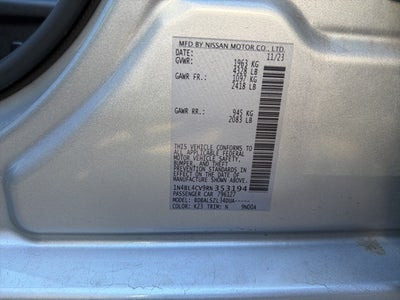 MFD BY NISSAN MOTOR CO., LTD.
DATE: 11/23
GVWR: 1963 KG
4328 LB
GAWR FR.: 1097 KG
2418 LB
GAWR RR.: 945 KG
2083 LB
THIS VEHICLE CONFORMS TO
ALL APPLICABLE FEDERAL
MOTOR VEHICLE SAFETY,
BUMPER, AND THEFT
PREVENTION STANDARDS IN
EFFECT ON THE DATE OF
MANUFACTURE SHOWN ABOVE.
1N4BL4CV9RN353194
PASSENGER CAR
COLOR: K23 TRIM: N